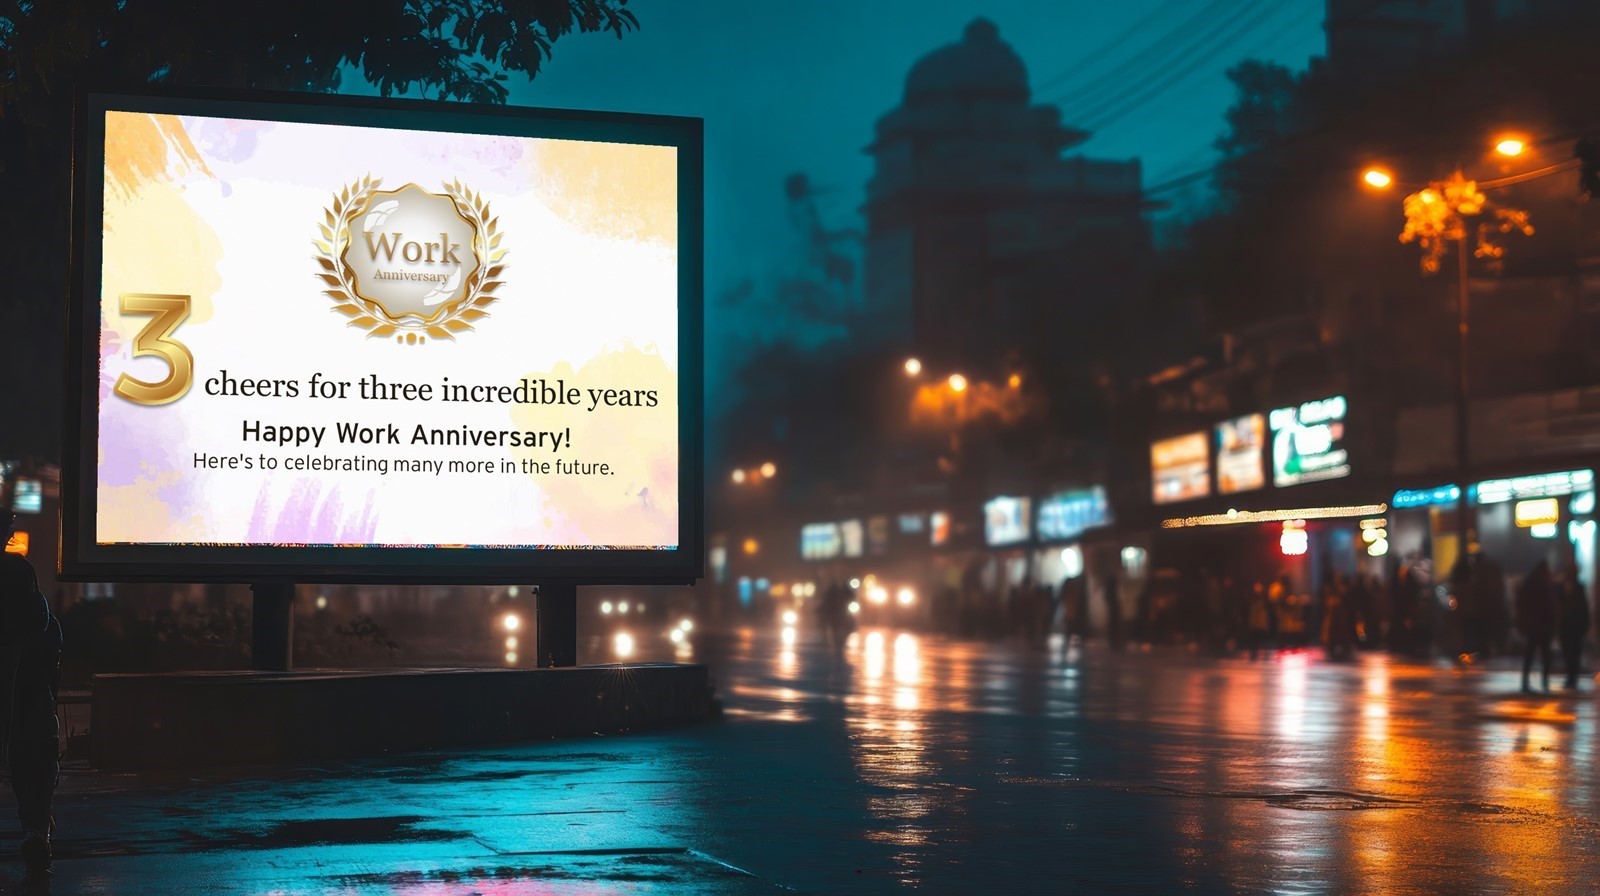 Work
Anniversary
3 cheers for three incredible years
Happy Work Anniversary!
Here's to celebrating many more in the future.